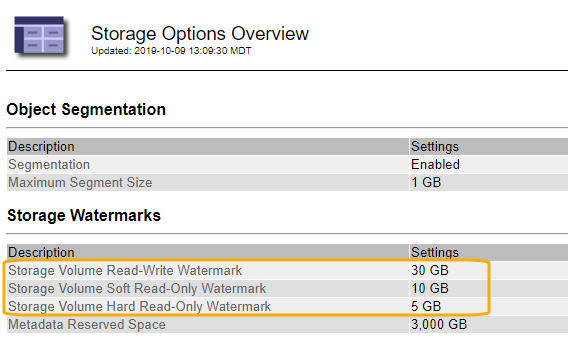 Storage Options Overview
Updated: 2019-10-09 13:09:30 MDT
Object Segmentation
Description Settings
Segmentation Enabled
Maximum Segment Size 1 GB
Storage Watermarks
Description Settings
Storage Volume Read-Write Watermark 30 GB
Storage Volume Soft Read-Only Watermark 10 GB
Storage Volume Hard Read-Only Watermark 5 GB
Metadata Reserved Space 3,000 GB